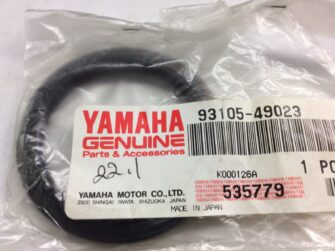 YAMAHA
GENUINE
Parts & Accessories
22.1
YAMAHA MOTOR CO., LTD.
2500 SHINGAI IWATA SHIZUOKA JAPAN
MADE IN JAPAN
93105-49023
K000126A
1 PC
535779